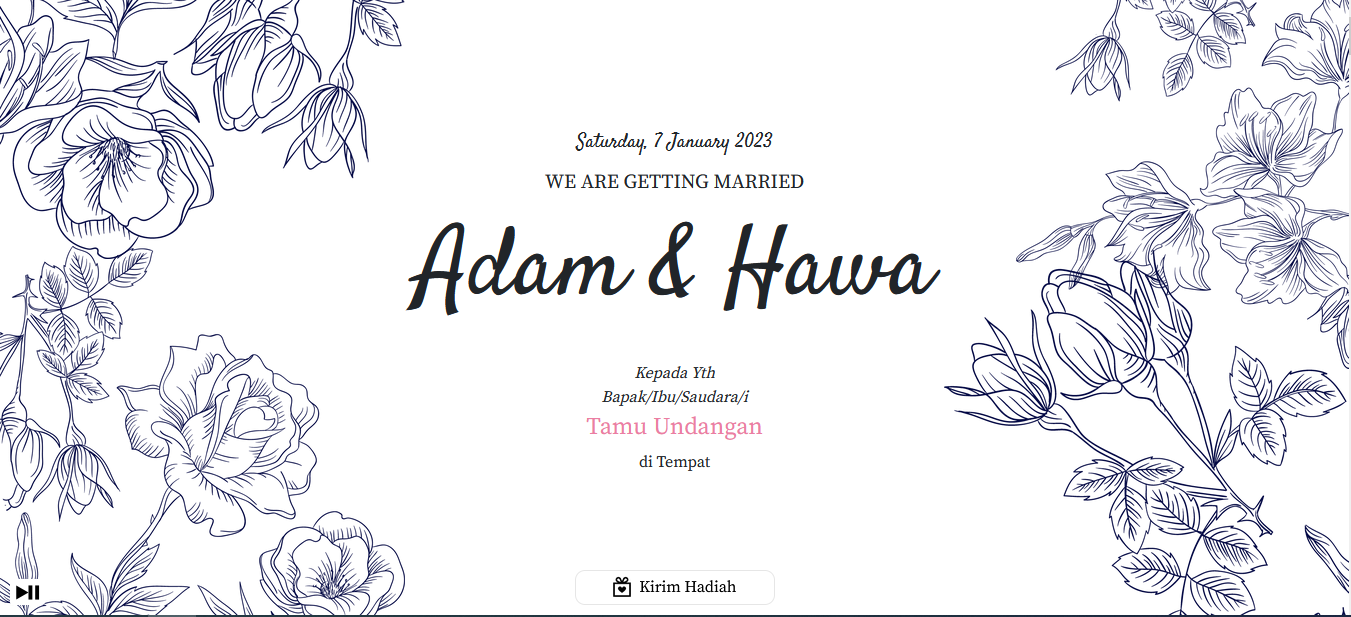 Saturday, 7 January 2023
WE ARE GETTING MARRIED
Adam & Hawa
Kepada Yth
Bapak/Ibu/Saudara/i
Tamu Undangan
di Tempat
Kirim Hadiah